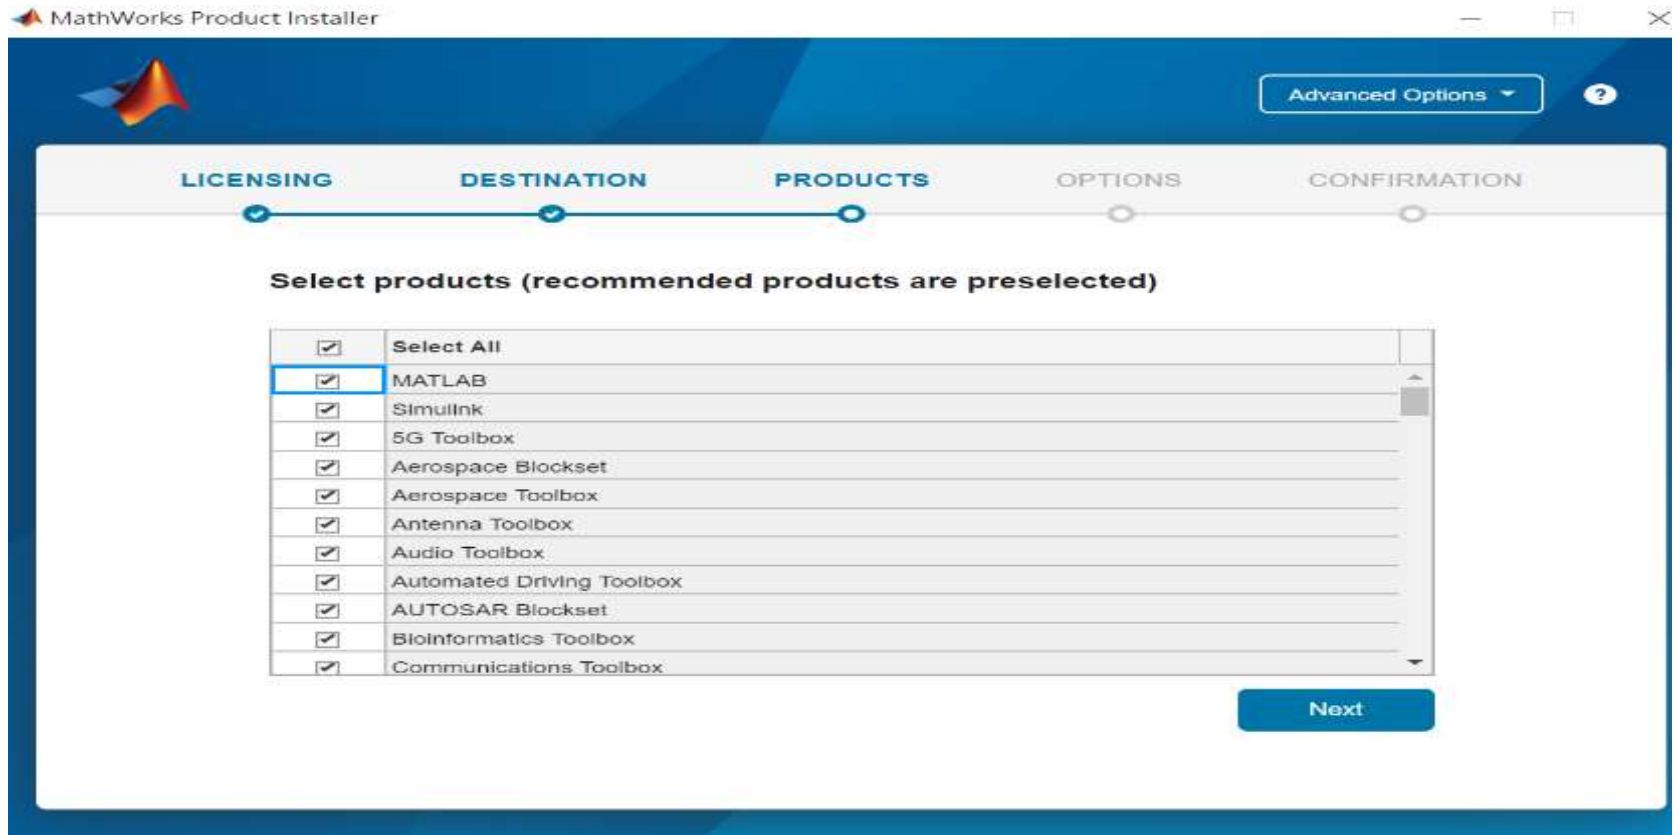 MathWorks Product Installer
Advanced Options
?
LICENSING DESTINATION PRODUCTS OPTIONS CONFIRMATION
Select products (recommended products are preselected)
Select All
MATLAB
Simulink
5G Toolbox
Aerospace Blockset
Aerospace Toolbox
Antenna Toolbox
Audio Toolbox
Automated Driving Toolbox
AUTOSAR Blockset
Bioinformatics Toolbox
Communications Toolbox
Next